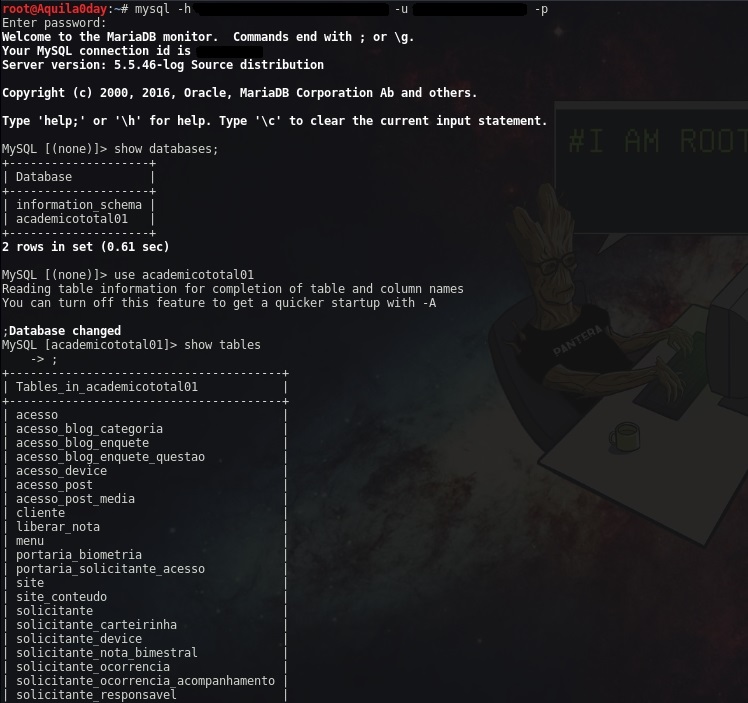 root@Aquila0day:~# mysql -h -u -p
Enter password:
Welcome to the MariaDB monitor.  Commands end with ; or \g.
Your MySQL connection id is
Server version: 5.5.46-log Source distribution
Copyright (c) 2000, 2016, Oracle, MariaDB Corporation Ab and others.
Type 'help;' or '\h' for help. Type '\c' to clear the current input statement.
#I AM ROOT
MySQL [(none)]> show databases;
+--------------------+
| Database           |
+--------------------+
| information_schema |
| academicototal01   |
+--------------------+
2 rows in set (0.61 sec)
MySQL [(none)]> use academicototal01
Reading table information for completion of table and column names
You can turn off this feature to get a quicker startup with -A
;Database changed
PANTERA
MySQL [academicototal01]> show tables
    -> ;
+---------------------------------------+
| Tables_in_academicototal01            |
+---------------------------------------+
| acesso                                |
| acesso_blog_categoria                 |
| acesso_blog_enquete                   |
| acesso_blog_enquete_questao           |
| acesso_device                         |
| acesso_post                           |
| acesso_post_media                     |
| cliente                               |
| liberar_nota                          |
| menu                                  |
| portaria_biometria                    |
| portaria_solicitante_acesso           |
| site                                  |
| site_conteudo                         |
| solicitante                           |
| solicitante_carteirinha               |
| solicitante_device                    |
| solicitante_nota_bimestral            |
| solicitante_ocorrencia                |
| solicitante_ocorrencia_acompanhamento |
| solicitante_responsavel               |